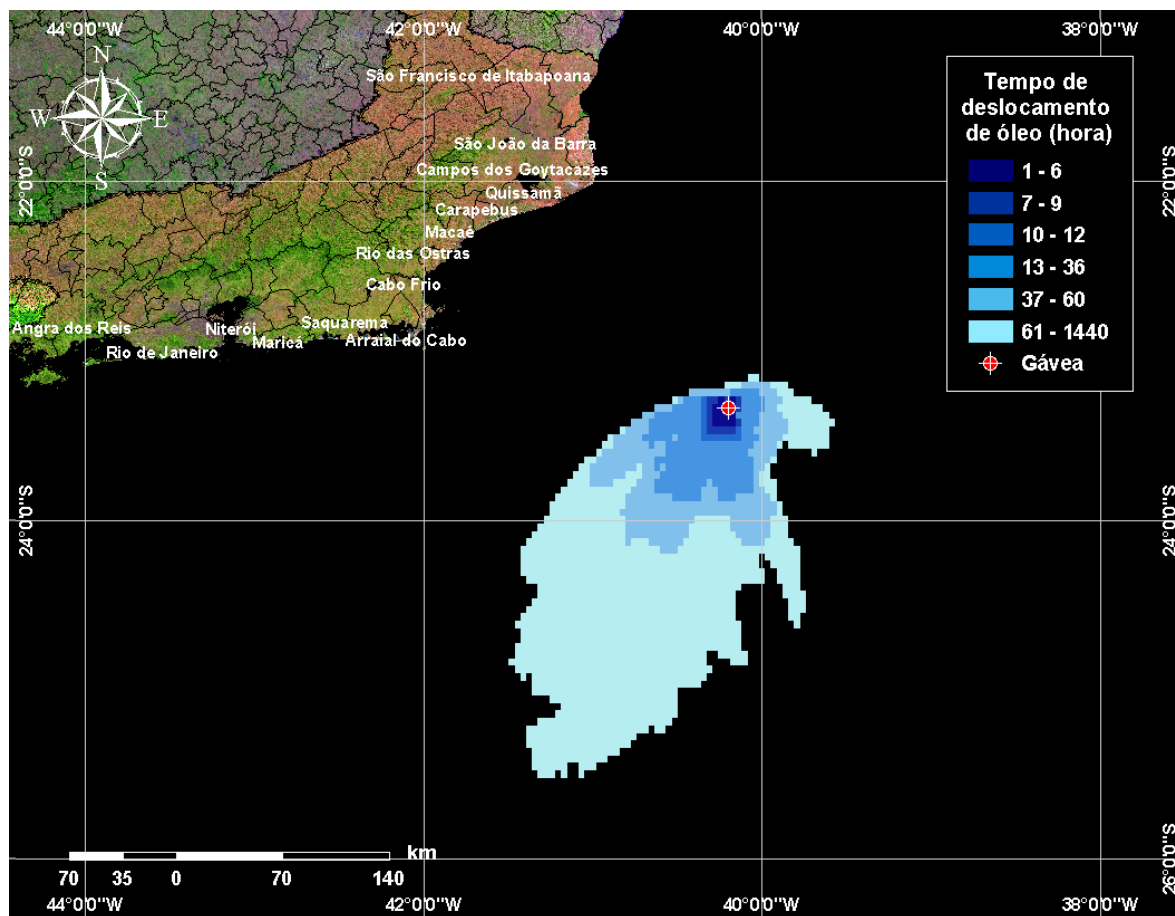 44°0'0"W
42°0'0"W
40°0'0"W
38°0'0"W
N
W
E
S
São Francisco de Itabapoana
São João da Barra
Campos dos Goytacazes
Quissamã
Carapebus
Macaé
Rio das Ostras
Cabo Frio
Angra dos Reis
Niterói
Saquarema
Rio de Janeiro
Maricá
Arraial do Cabo
Tempo de
deslocamento
de óleo (hora)
1 - 6
7 - 9
10 - 12
13 - 36
37 - 60
61 - 1440
Gávea
22°0'0"S
22°0'0"S
24°0'0"S
24°0'0"S
26°0'0"S
km
70 35 0 70 140
44°0'0"W
42°0'0"W
40°0'0"W
38°0'0"W